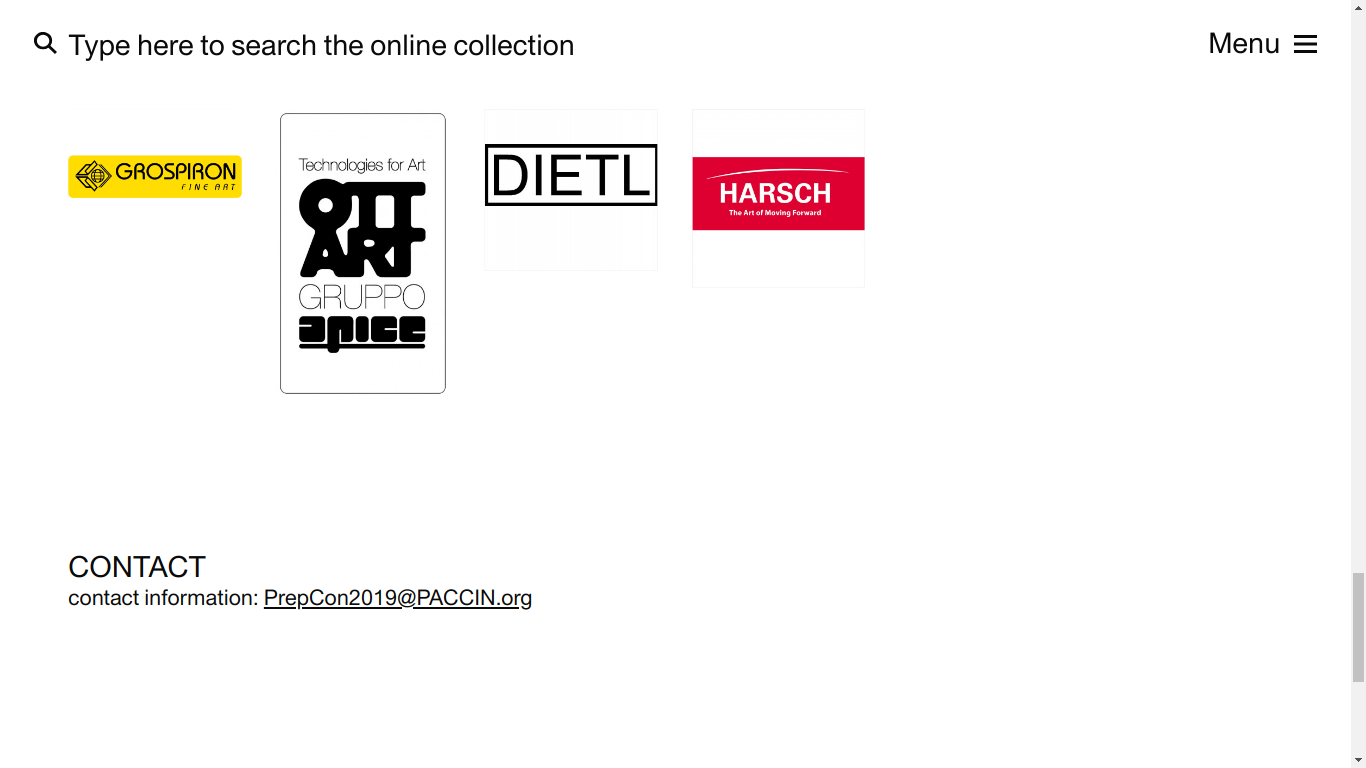 Type here to search the online collection
Menu
GROSPIRON
FINE ART
Technologies for Art
OTT
ART
GRUPPO
apice
DIETL
HARSCH
The Art of Moving Forward
CONTACT
contact information: PrepCon2019@PACCIN.org